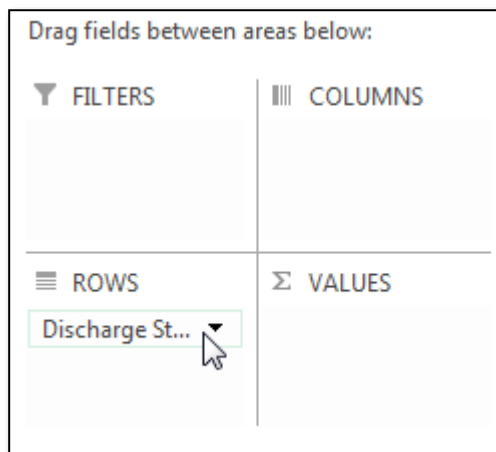 Drag fields between areas below:
FILTERS
COLUMNS
ROWS
Σ VALUES
Discharge St...